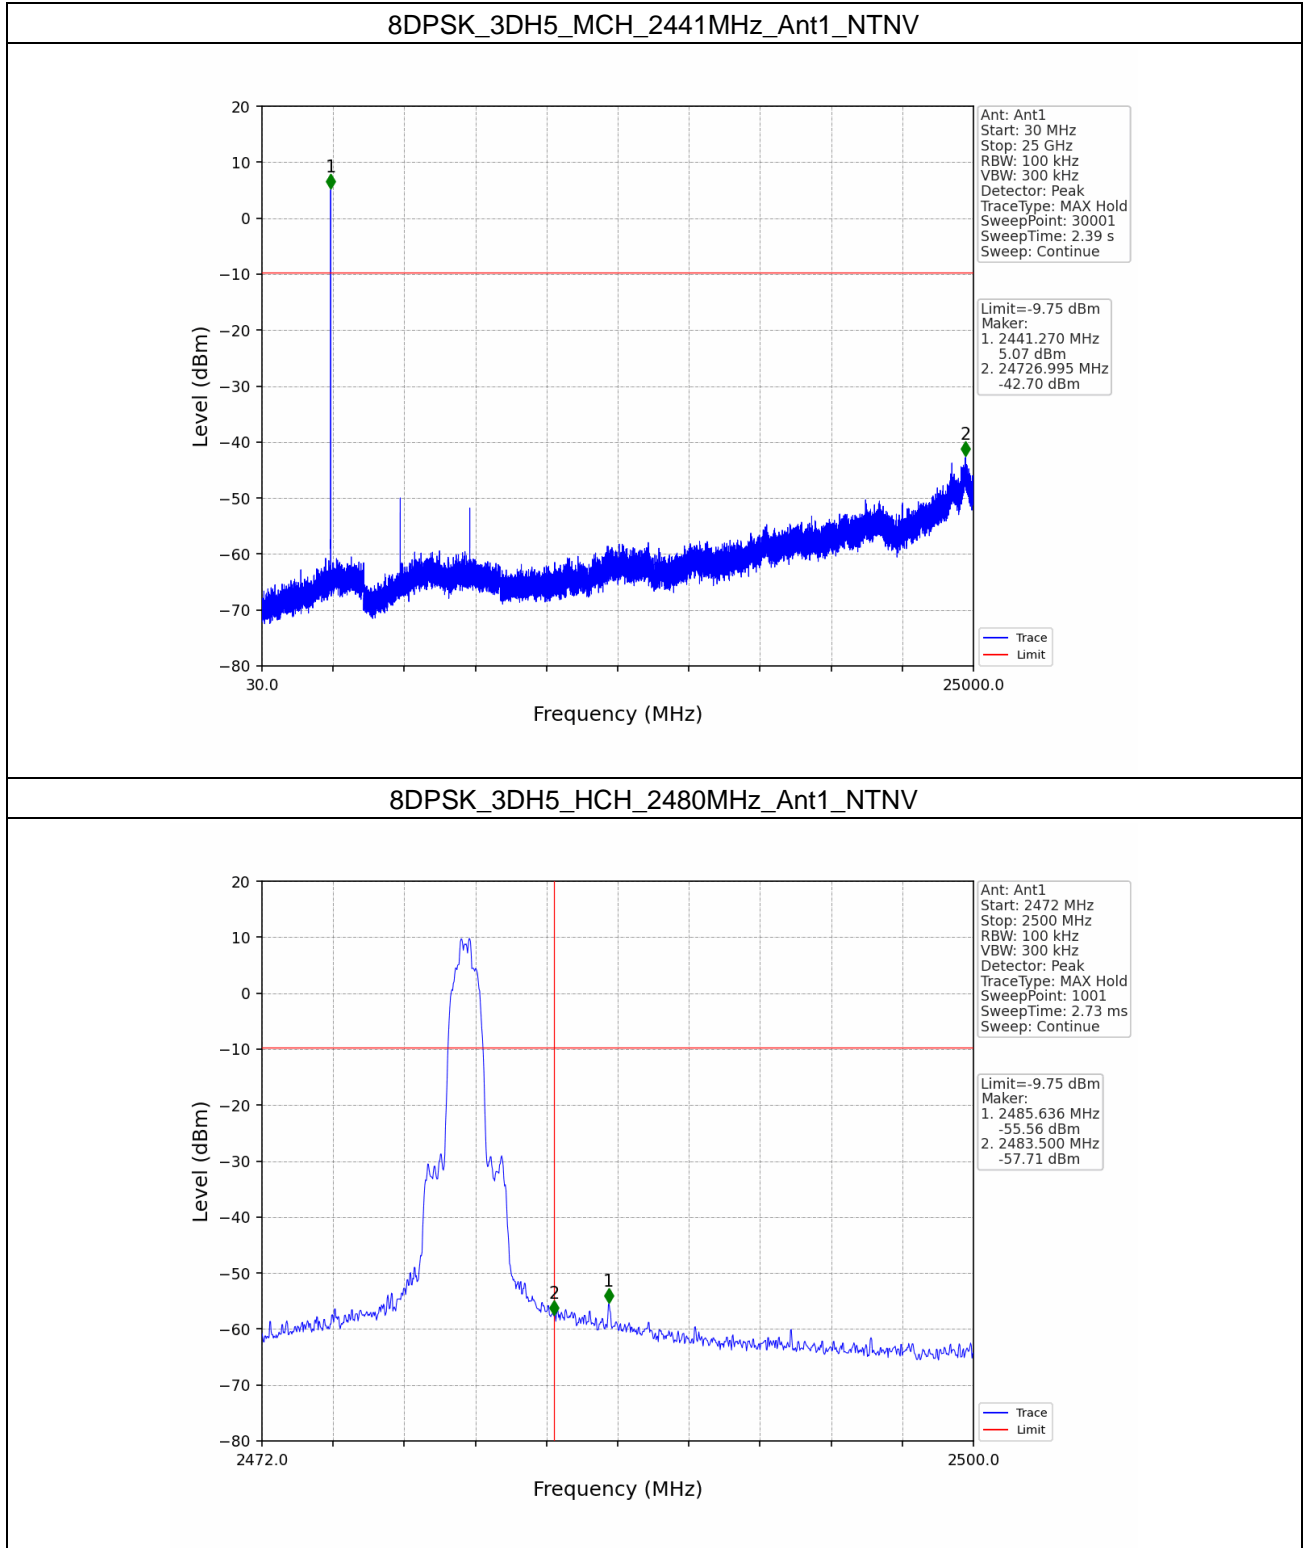 8DPSK_3DH5_MCH_2441MHz_Ant1_NTNV
20
10
0
−10
−20
−30
−40
−50
−60
−70
−80
Level (dBm)
1
2
30.0
25000.0
Frequency (MHz)
Ant: Ant1
Start: 30 MHz
Stop: 25 GHz
RBW: 100 kHz
VBW: 300 kHz
Detector: Peak
TraceType: MAX Hold
SweepPoint: 30001
SweepTime: 2.39 s
Sweep: Continue
Limit=-9.75 dBm
Maker:
1. 2441.270 MHz
5.07 dBm
2. 24726.995 MHz
-42.70 dBm
Trace
Limit
8DPSK_3DH5_HCH_2480MHz_Ant1_NTNV
20
10
0
−10
−20
−30
−40
−50
−60
−70
−80
Level (dBm)
2
1
2472.0
2500.0
Frequency (MHz)
Ant: Ant1
Start: 2472 MHz
Stop: 2500 MHz
RBW: 100 kHz
VBW: 300 kHz
Detector: Peak
TraceType: MAX Hold
SweepPoint: 1001
SweepTime: 2.73 ms
Sweep: Continue
Limit=-9.75 dBm
Maker:
1. 2485.636 MHz
-55.56 dBm
2. 2483.500 MHz
-57.71 dBm
Trace
Limit